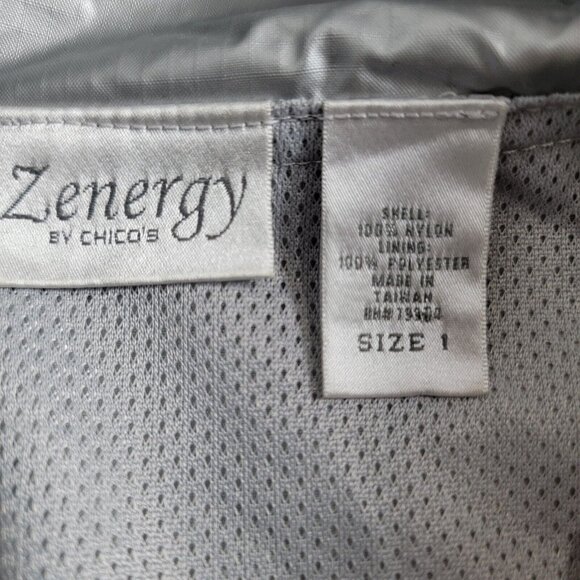 Zenergy
BY CHICO'S
SHELL:
100% NYLON
LINING:
100% POLYESTER
MADE IN
TAIWAN
SIZE 1